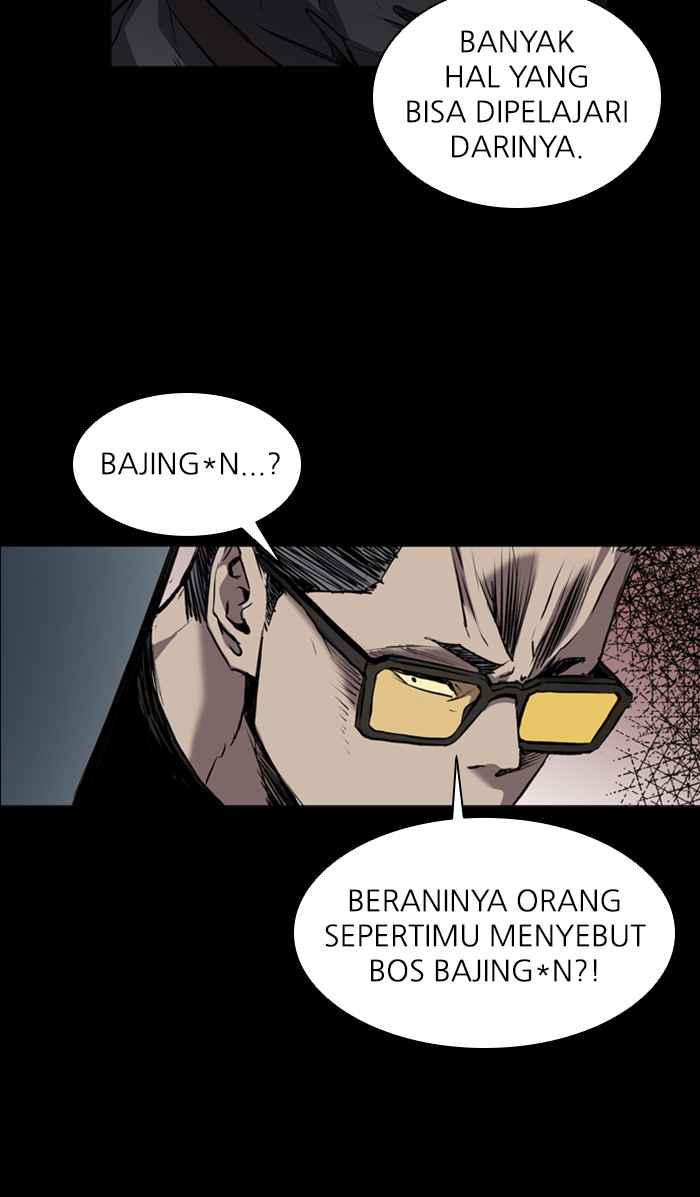 BANYAK
HAL YANG
BISA DIPELAJARI
DARINYA.
BAJING*N...?
BERANINYA ORANG
SEPERTIMU MENYEBUT
BOS BAJING*N?!